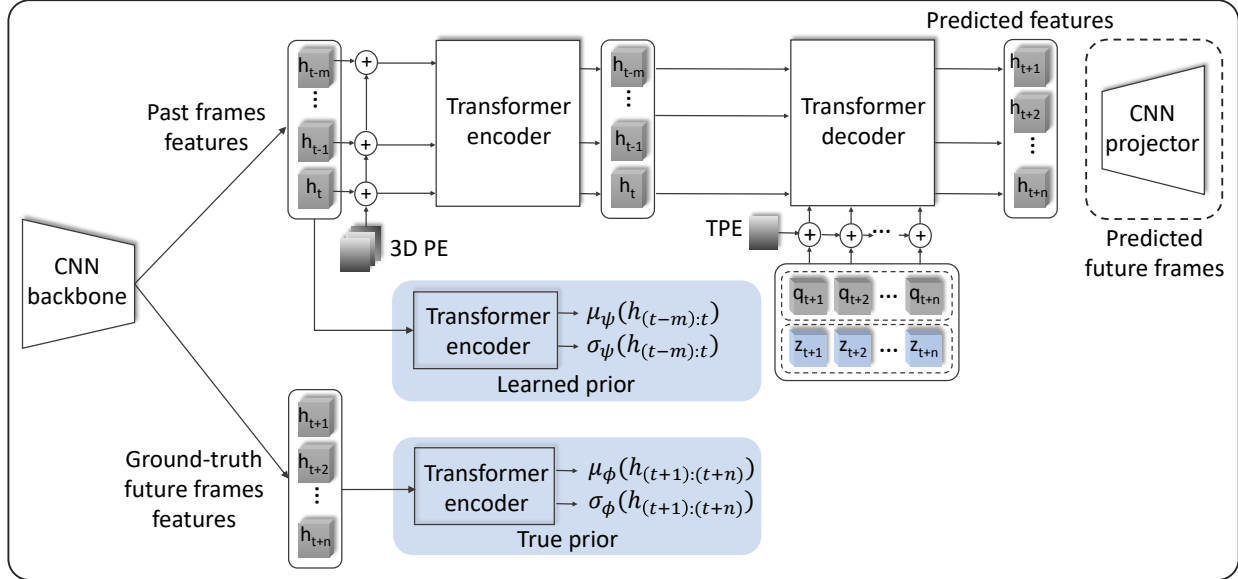 Predicted features
h_{t-m}
⋮
h_{t-1}
h_t
+
+
+
Past frames
features
Transformer
encoder
h_{t-m}
⋮
h_{t-1}
h_t
Transformer
decoder
h_{t+1}
h_{t+2}
⋮
h_{t+n}
CNN
projector
Predicted
future frames
3D PE
TPE
+
+
...
+
q_{t+1} q_{t+2} ... q_{t+n}
z_{t+1} z_{t+2} ... z_{t+n}
CNN
backbone
Transformer
encoder
μ_ψ(h_{(t−m):t})
σ_ψ(h_{(t−m):t})
Learned prior
Ground-truth
future frames
features
h_{t+1}
h_{t+2}
⋮
h_{t+n}
Transformer
encoder
μ_ϕ(h_{(t+1):(t+n)})
σ_ϕ(h_{(t+1):(t+n)})
True prior